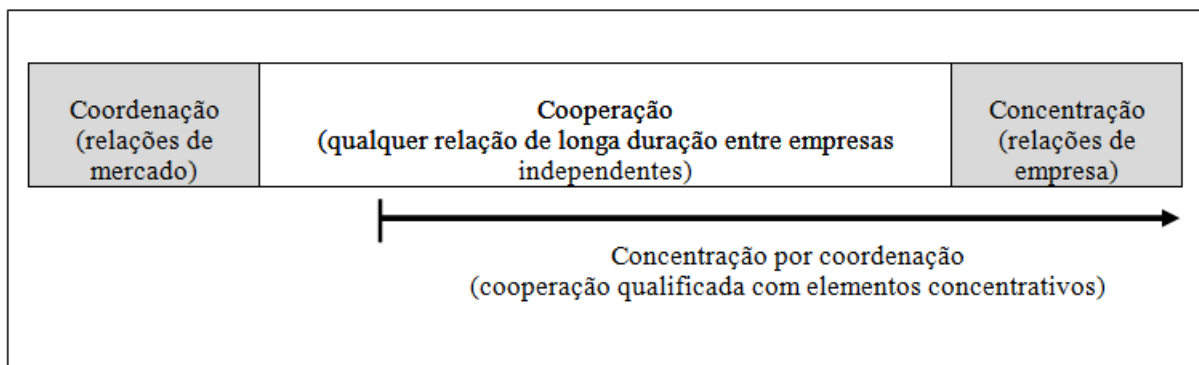 Coordenação
(relações de
mercado)
Cooperação
(qualquer relação de longa duração entre empresas
independentes)
Concentração
(relações de
empresa)
Concentração por coordenação
(cooperação qualificada com elementos concentrativos)